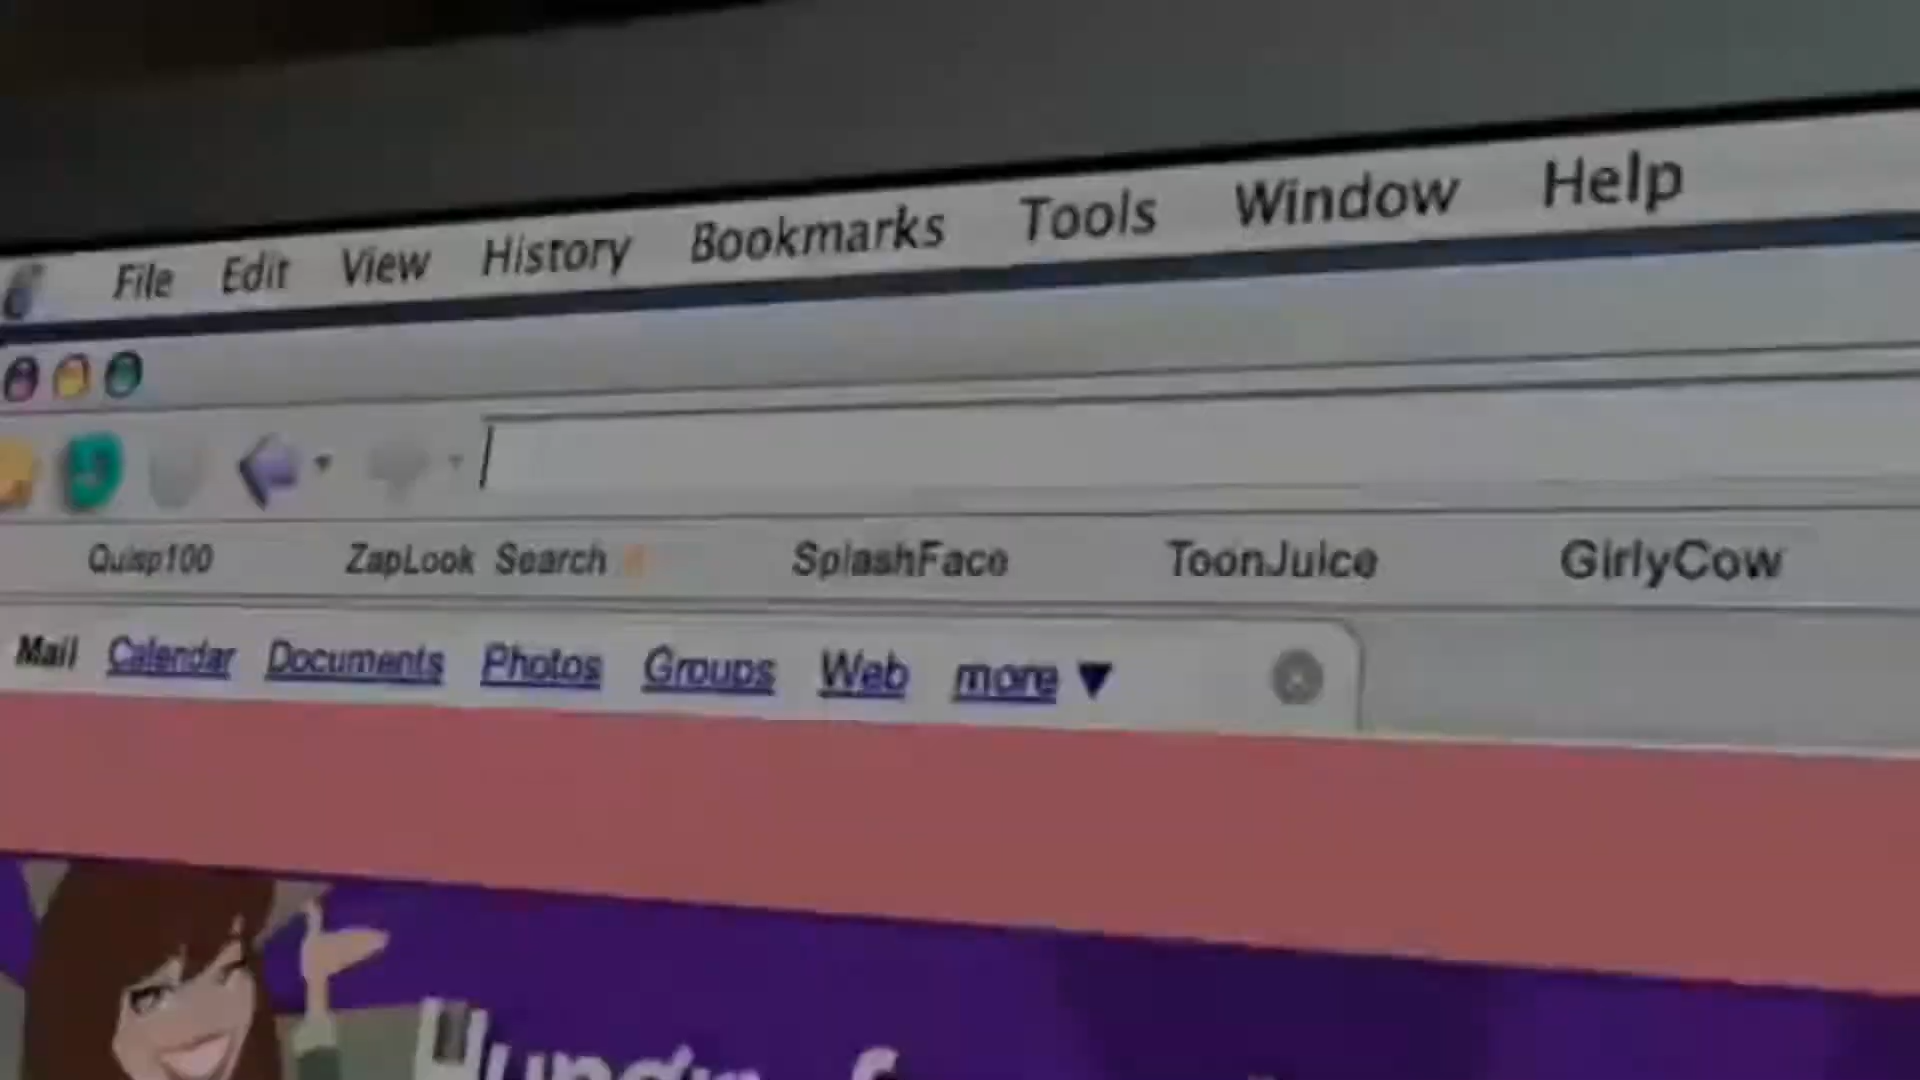 File Edit View History Bookmarks Tools Window Help
Quisp100 ZapLook Search SplashFace ToonJuice GirlyCow
Mail Calendar Documents Photos Groups Web more ▼
Hungry f